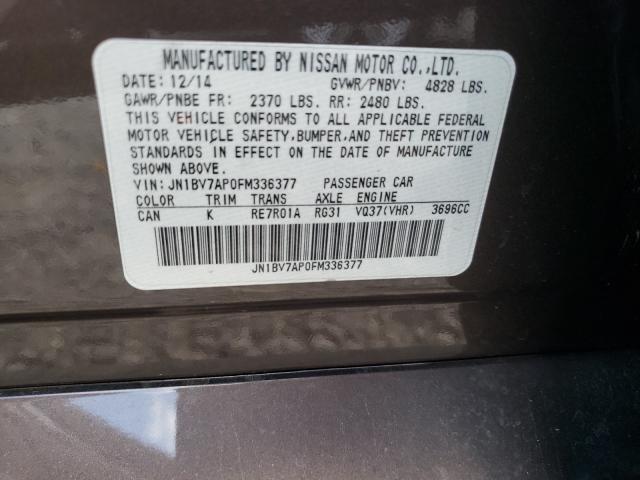 MANUFACTURED BY NISSAN MOTOR CO.,LTD.
DATE: 12/14 GVWR/PNBV: 4828 LBS.
GAWR/PNBE FR: 2370 LBS. RR: 2480 LBS.
THIS VEHICLE CONFORMS TO ALL APPLICABLE FEDERAL
MOTOR VEHICLE SAFETY,BUMPER,AND THEFT PREVENTION
STANDARDS IN EFFECT ON THE DATE OF MANUFACTURE
SHOWN ABOVE.
VIN: JN1BV7AP0FM336377 PASSENGER CAR
COLOR TRIM TRANS AXLE ENGINE
CAN K RE7R01A RG31 VQ37(VHR) 3696CC
JN1BV7AP0FM336377